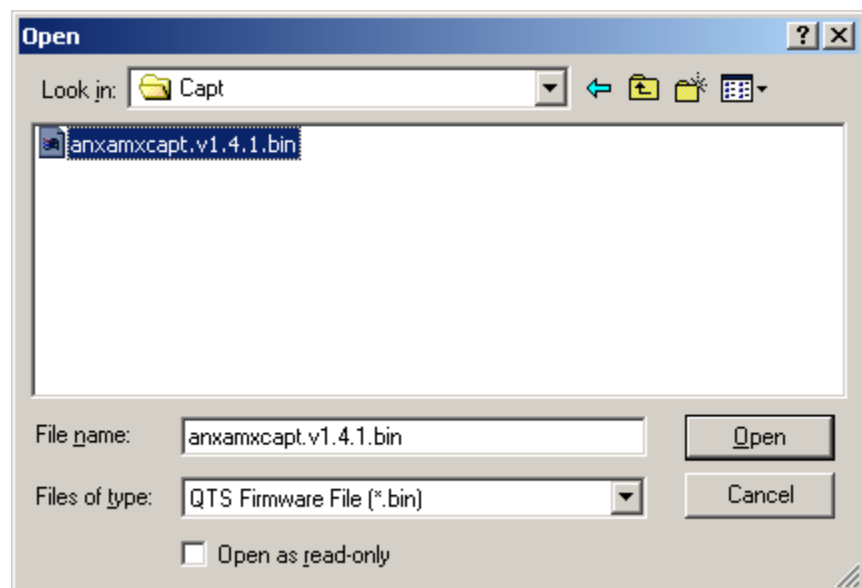 Open
Look in: Capt
anxamxcapt.v1.4.1.bin
File name: anxamxcapt.v1.4.1.bin Open
Files of type: QTS Firmware File (*.bin) Cancel
Open as read-only